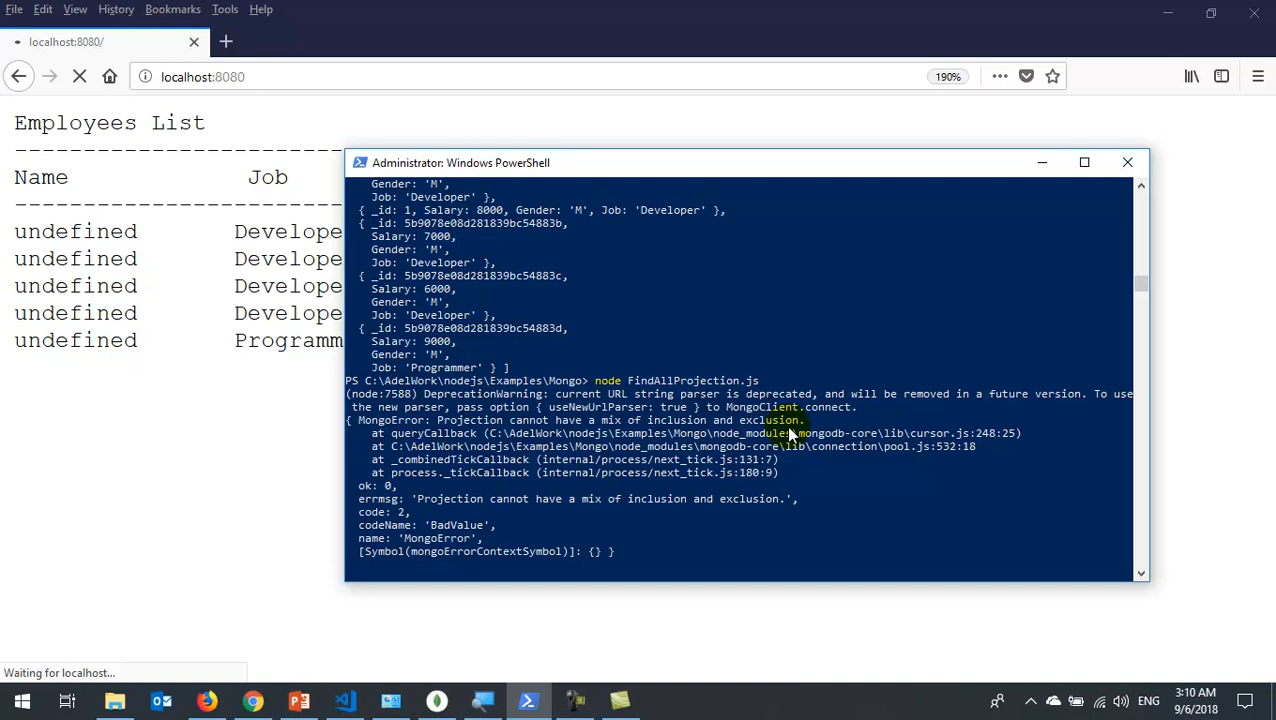 File Edit View History Bookmarks Tools Help
localhost:8080/
localhost:8080
190%
Employees List
--------------------------
Name Job
--------------------------
undefined Develope
undefined Develope
undefined Develope
undefined Develope
undefined Programm
Administrator: Windows PowerShell
Gender: 'M',
Job: 'Developer' },
{ _id: 1, Salary: 8000, Gender: 'M', Job: 'Developer' },
{ _id: 5b9078e08d281839bc54883b,
Salary: 7000,
Gender: 'M',
Job: 'Developer' },
{ _id: 5b9078e08d281839bc54883c,
Salary: 6000,
Gender: 'M',
Job: 'Developer' },
{ _id: 5b9078e08d281839bc54883d,
Salary: 9000,
Gender: 'M',
Job: 'Programmer' } ]
PS C:\AdelWork\nodejs\Examples\Mongo> node FindAllProjection.js
(node:7588) DeprecationWarning: current URL string parser is deprecated, and will be removed in a future version. To use
the new parser, pass option { useNewUrlParser: true } to MongoClient.connect.
{ MongoError: Projection cannot have a mix of inclusion and exclusion.
at queryCallback (C:\AdelWork\nodejs\Examples\Mongo\node_modules\mongodb-core\lib\cursor.js:248:25)
at C:\AdelWork\nodejs\Examples\Mongo\node_modules\mongodb-core\lib\connection\pool.js:532:18
at _combinedTickCallback (internal/process/next_tick.js:131:7)
at process._tickCallback (internal/process/next_tick.js:180:9)
ok: 0,
errmsg: 'Projection cannot have a mix of inclusion and exclusion.',
code: 2,
codeName: 'BadValue',
name: 'MongoError',
[Symbol(mongoErrorContextSymbol)]: {} }
Waiting for localhost...
ENG
3:10 AM
9/6/2018